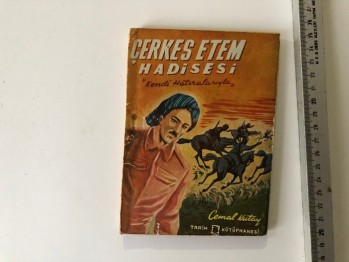 ÇERKES ETEM
HADİSESİ
"Kendi Hatıralarıyla"
Cemal Kutay
TARİH KÜTÜPHANESİ